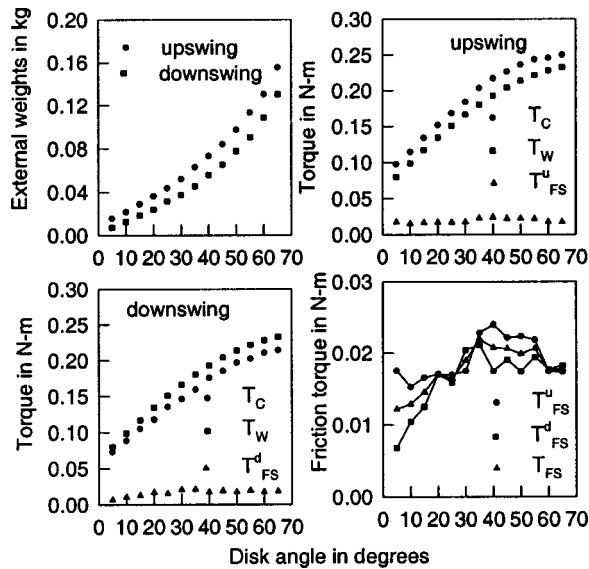 External weights in kg
0.20
0.16
0.12
0.08
0.04
0.00
upswing
downswing
0 10 20 30 40 50 60 70
Torque in N-m
0.30
0.25
0.20
0.15
0.10
0.05
0.00
upswing
T_C
T_W
T^u_FS
0 10 20 30 40 50 60 70
Torque in N-m
0.30
0.25
0.20
0.15
0.10
0.05
0.00
downswing
T_C
T_W
T^d_FS
0 10 20 30 40 50 60 70
Friction torque in N-m
0.03
0.02
0.01
0.00
T^u_FS
T^d_FS
T_FS
0 10 20 30 40 50 60 70
Disk angle in degrees